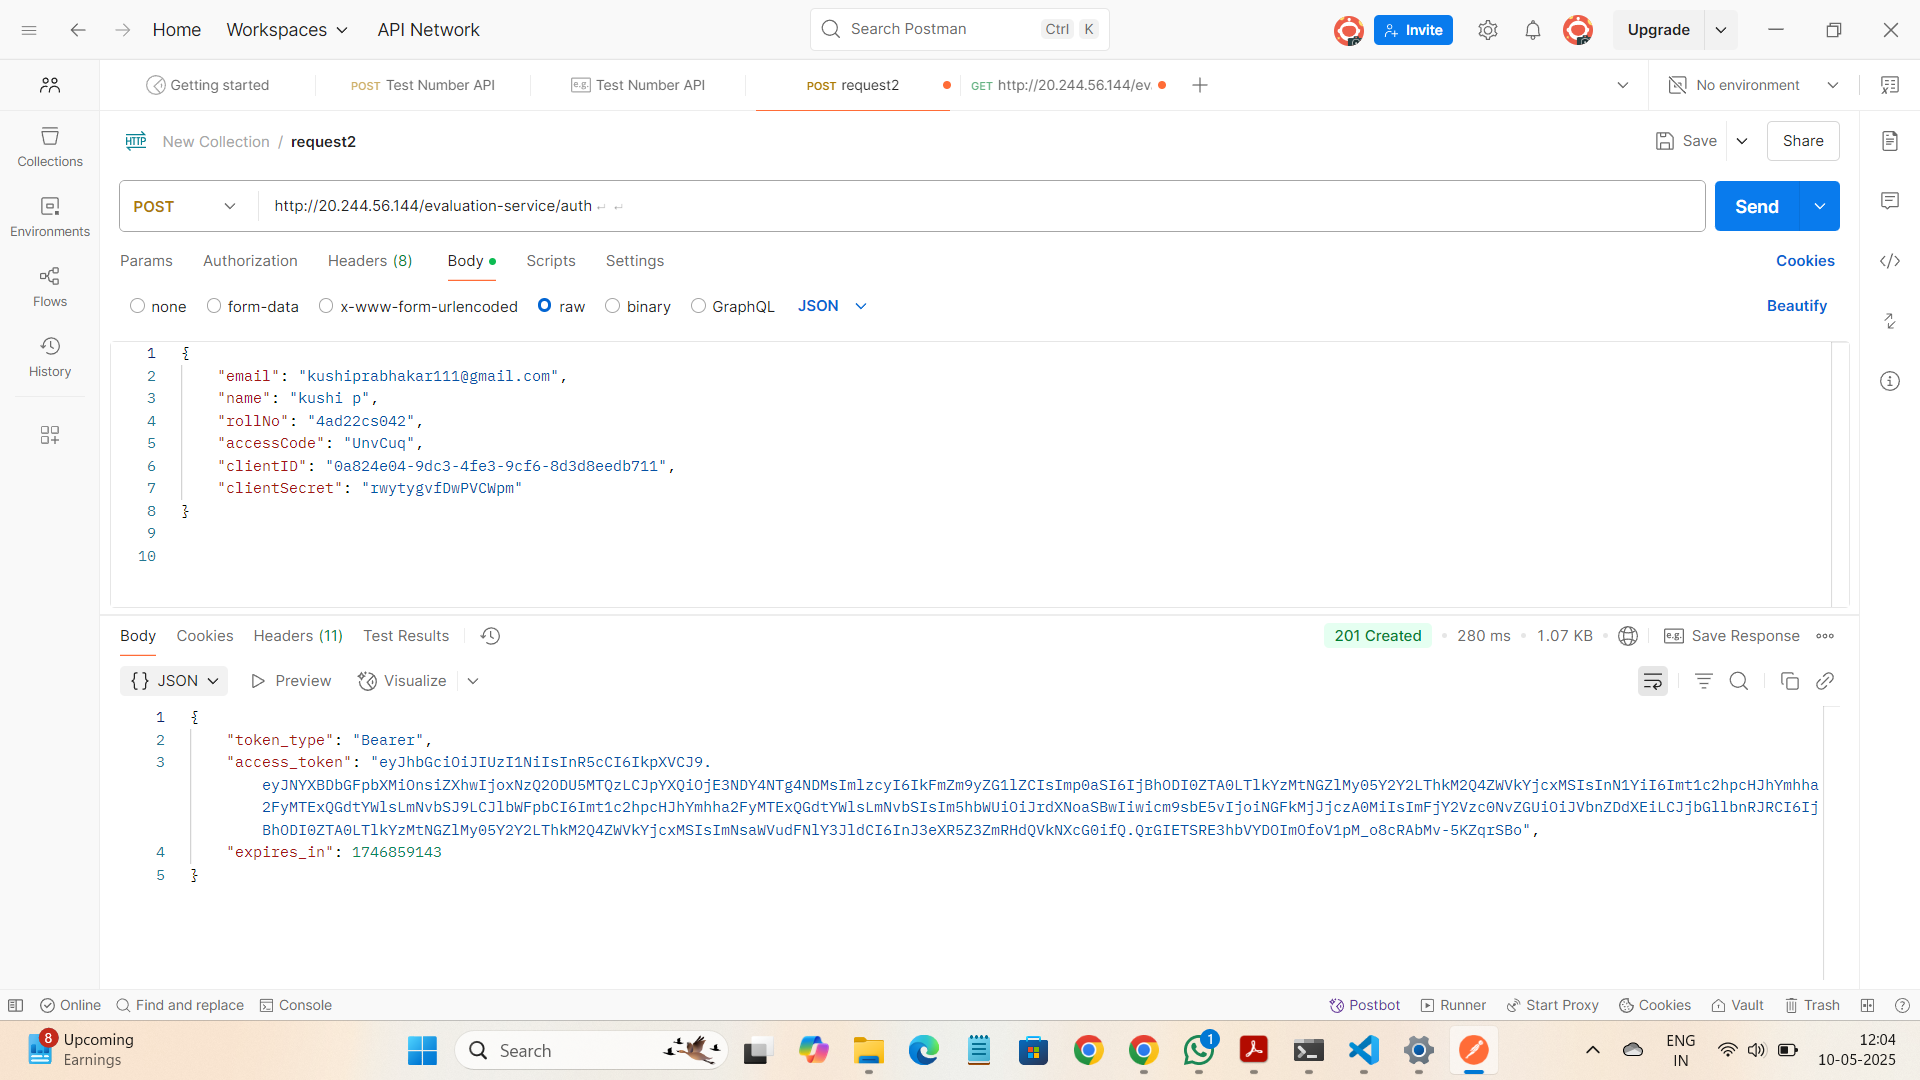 Home Workspaces API Network Search Postman Ctrl K Invite Upgrade
Getting started POST Test Number API e.g. Test Number API POST request2 GET http://20.244.56.144/ev No environment
HTTP New Collection / request2 Save Share
POST http://20.244.56.144/evaluation-service/auth Send
Params Authorization Headers (8) Body Scripts Settings Cookies
none form-data x-www-form-urlencoded raw binary GraphQL JSON Beautify
Collections
Environments
Flows
History
1 {
2 "email": "kushiprabhakar111@gmail.com",
3 "name": "kushi p",
4 "rollNo": "4ad22cs042",
5 "accessCode": "UnvCuq",
6 "clientID": "0a824e04-9dc3-4fe3-9cf6-8d3d8eedb711",
7 "clientSecret": "rwytygvfDwPVCWpm"
8 }
9
10
Body Cookies Headers (11) Test Results 201 Created 280 ms 1.07 KB e.g. Save Response
{} JSON Preview Visualize
1 {
2 "token_type": "Bearer",
3 "access_token": "eyJhbGciOiJIUzI1NiIsInR5cCI6IkpXVCJ9.
eyJNYXBDbGFpbXMiOnsiZXhwIjoxNzQ2ODU5MTQzLCJpYXQiOjE3NDY4NTg4NDMsImlzcyI6IkFmZm9yZG1lZCIsImp0aSI6IjBhODI0ZTA0LTlkYzMtNGZlMy05Y2Y2LThkM2Q4ZWVkYjcxMSIsInN1YiI6Imt1c2hpcHJhYmhha
2FyMTExQGdtYWlsLmNvbSJ9LCJlbWFpbCI6Imt1c2hpcHJhYmhha2FyMTExQGdtYWlsLmNvbSIsIm5hbWUiOiJrdXNoaSBwIiwicm9sbE5vIjoiNGFkMjJjczA0MiIsImFjY2Vzc0NvZGUiOiJVbnZDdXEiLCJjbGllbnRJRCI6Ij
BhODI0ZTA0LTlkYzMtNGZlMy05Y2Y2LThkM2Q4ZWVkYjcxMSIsImNsaWVudFNlY3JldCI6InJ3eXR5Z3ZmRHdQVkNXcG0ifQ.QrGIETSRE3hbVYDOImOfoV1pM_o8cRAbMv-5KZqrSBo",
4 "expires_in": 1746859143
5 }
Online Find and replace Console Postbot Runner Start Proxy Cookies Vault Trash
8 Upcoming
Earnings
Search
1
ENG
IN
12:04
10-05-2025